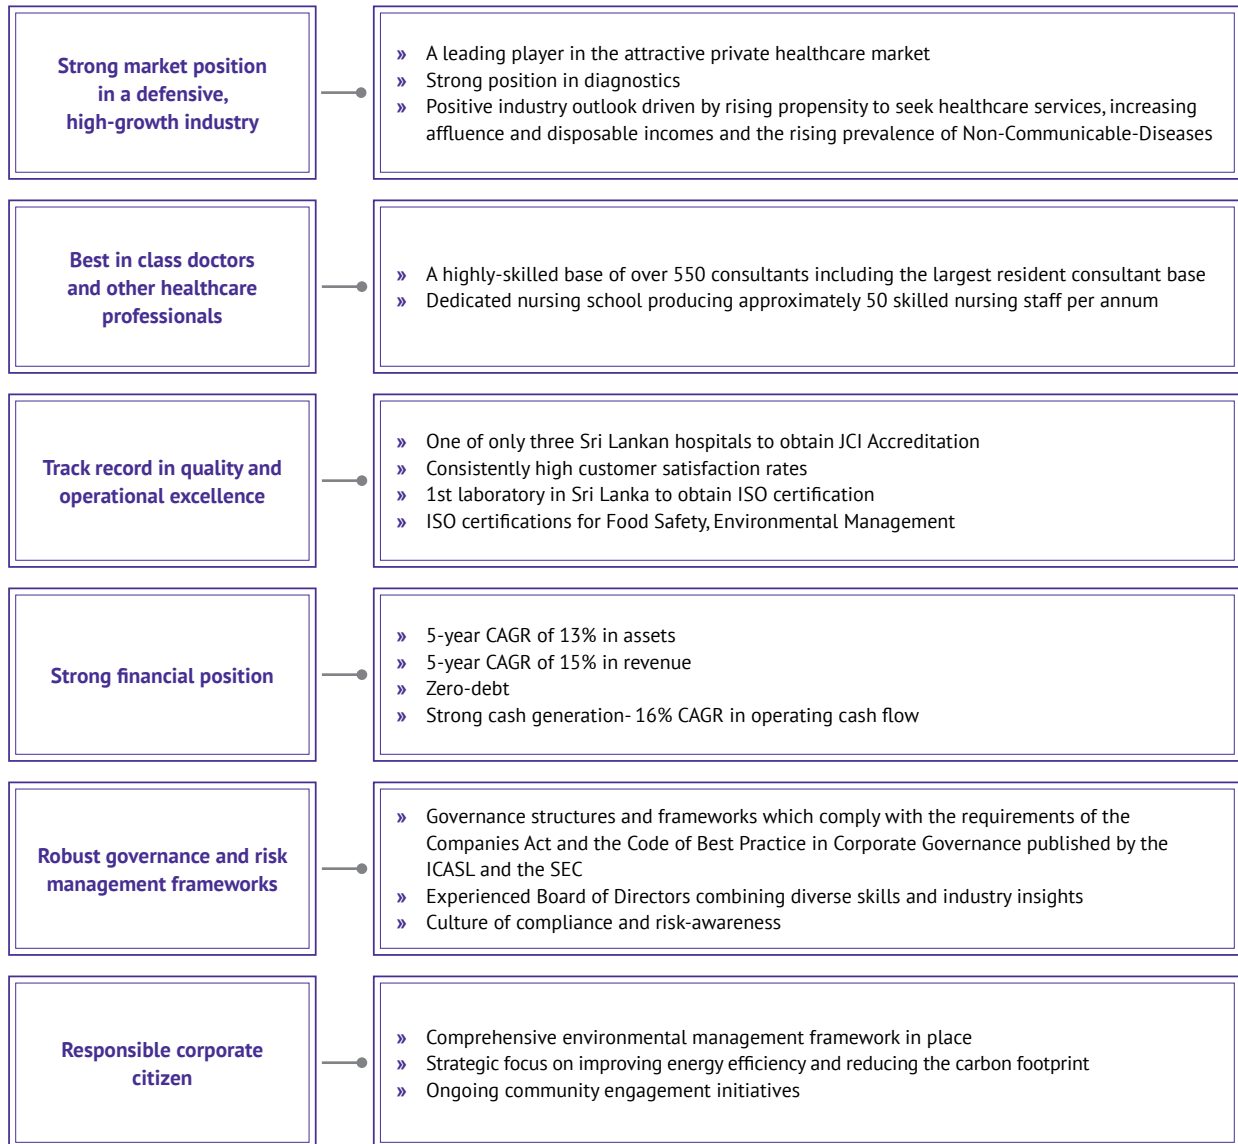 Strong market position
in a defensive,
high-growth industry
» A leading player in the attractive private healthcare market
» Strong position in diagnostics
» Positive industry outlook driven by rising propensity to seek healthcare services, increasing
affluence and disposable incomes and the rising prevalence of Non-Communicable-Diseases
Best in class doctors
and other healthcare
professionals
» A highly-skilled base of over 550 consultants including the largest resident consultant base
» Dedicated nursing school producing approximately 50 skilled nursing staff per annum
Track record in quality and
operational excellence
» One of only three Sri Lankan hospitals to obtain JCI Accreditation
» Consistently high customer satisfaction rates
» 1st laboratory in Sri Lanka to obtain ISO certification
» ISO certifications for Food Safety, Environmental Management
Strong financial position
» 5-year CAGR of 13% in assets
» 5-year CAGR of 15% in revenue
» Zero-debt
» Strong cash generation- 16% CAGR in operating cash flow
Robust governance and risk
management frameworks
» Governance structures and frameworks which comply with the requirements of the
Companies Act and the Code of Best Practice in Corporate Governance published by the
ICASL and the SEC
» Experienced Board of Directors combining diverse skills and industry insights
» Culture of compliance and risk-awareness
Responsible corporate
citizen
» Comprehensive environmental management framework in place
» Strategic focus on improving energy efficiency and reducing the carbon footprint
» Ongoing community engagement initiatives